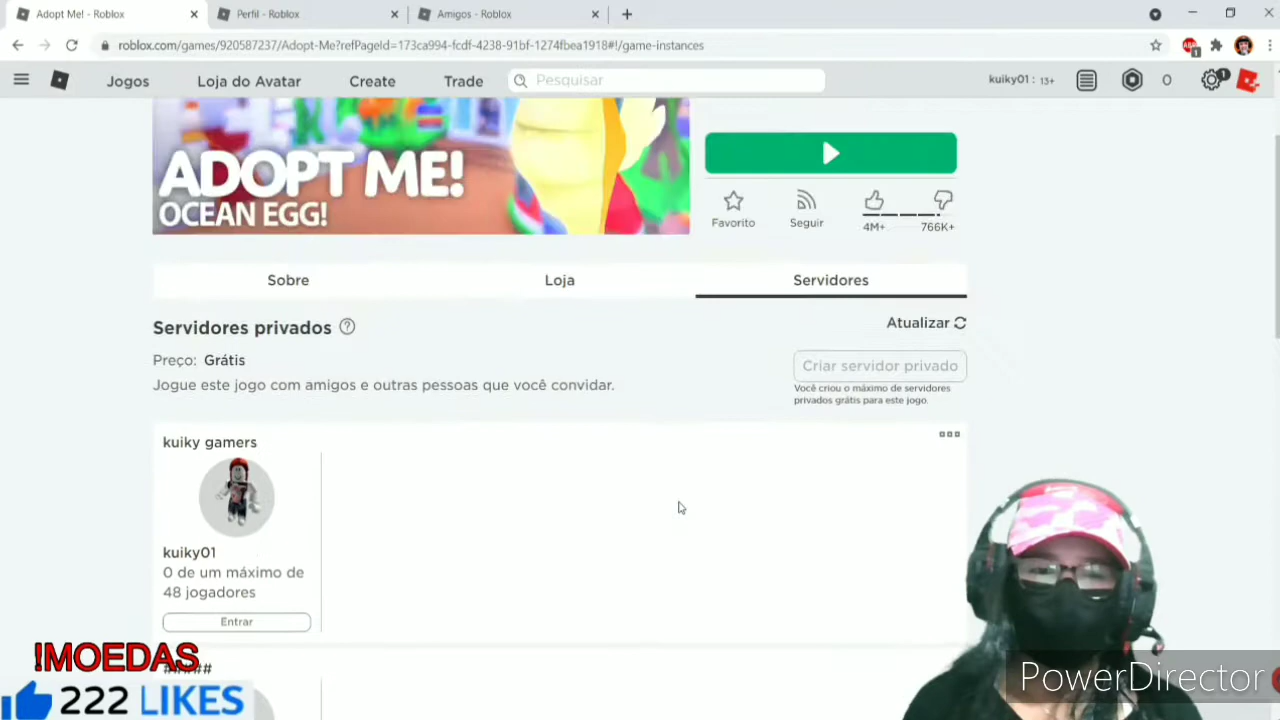 Adopt Me! - Roblox
Perfil - Roblox
Amigos - Roblox
roblox.com/games/920587237/Adopt-Me?refPageId=173ca994-fcdf-4238-91bf-1274fbea1918#!/game-instances
ABP
1
Jogos
Loja do Avatar
Create
Trade
Pesquisar
kuiky01 : 13+
0
1
ADOPT ME!
OCEAN EGG!
Favorito
Seguir
4M+
766K+
Sobre
Loja
Servidores
Servidores privados
Atualizar
Preço: Grátis
Criar servidor privado
Jogue este jogo com amigos e outras pessoas que você convidar.
Você criou o máximo de servidores
privados grátis para este jogo.
kuiky gamers
kuiky01
0 de um máximo de
48 jogadores
Entrar
!MOEDAS
222 LIKES
PowerDirector